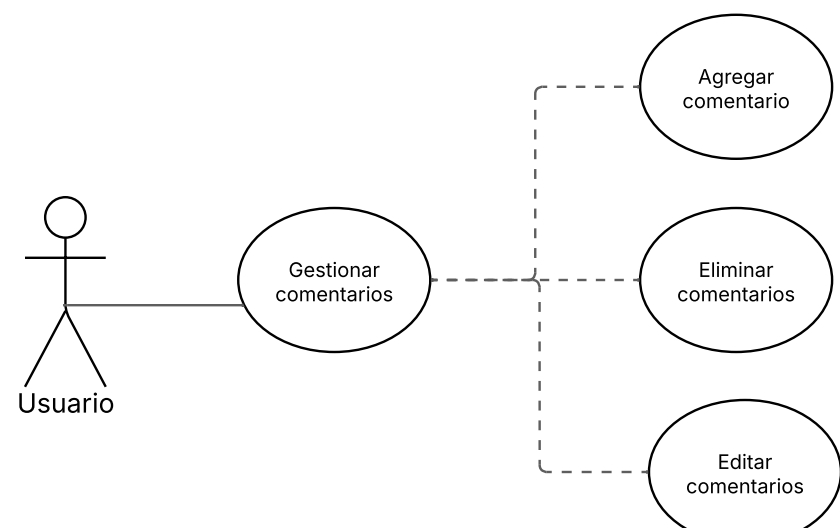 Agregar
comentario
Gestionar
comentarios
Eliminar
comentarios
Usuario
Editar
comentarios